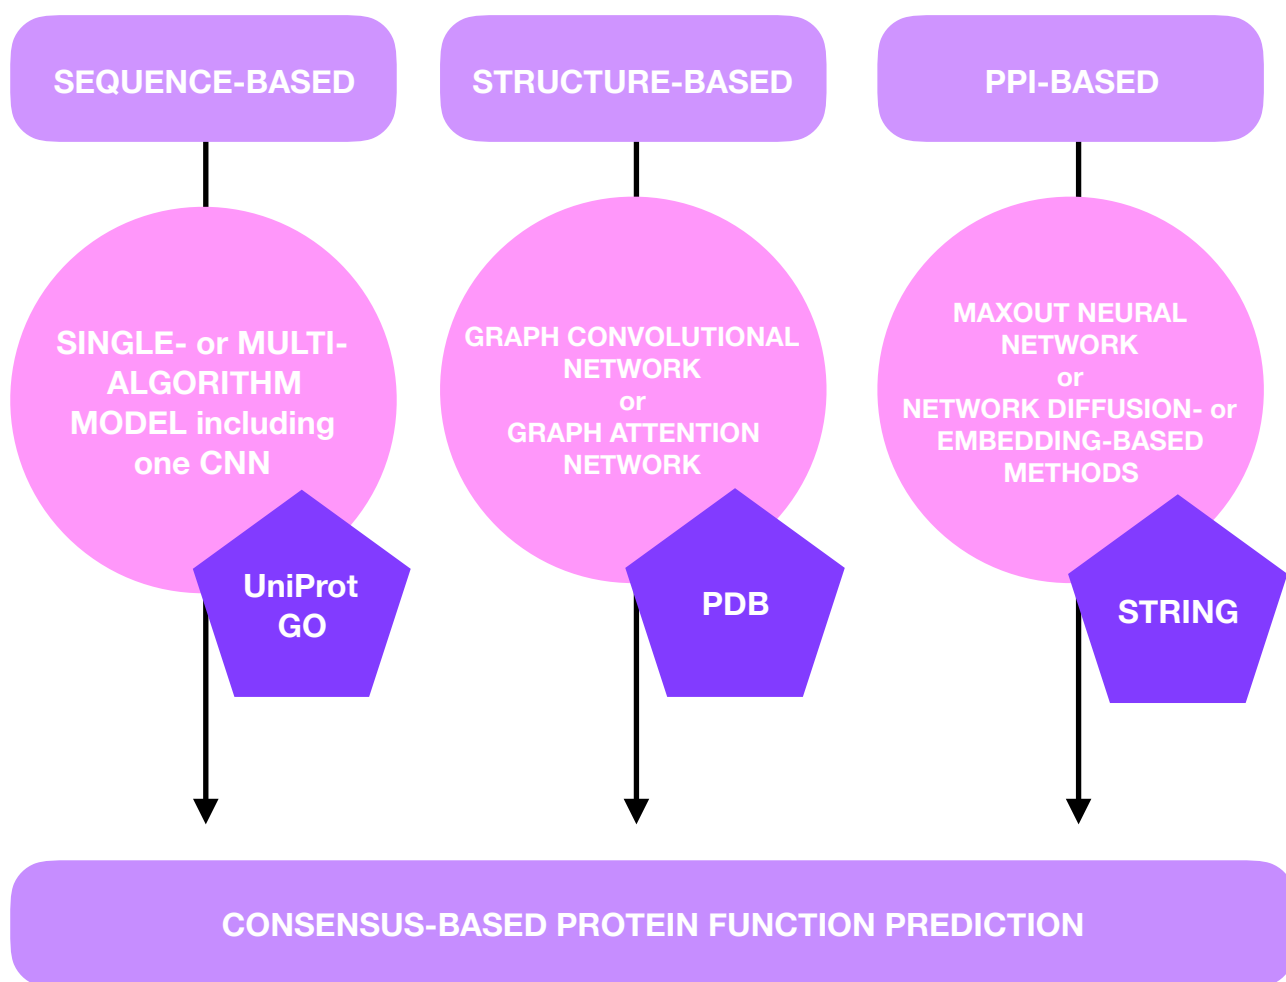 SEQUENCE-BASED
STRUCTURE-BASED
PPI-BASED
SINGLE- or MULTI-
ALGORITHM
MODEL including
one CNN
GRAPH CONVOLUTIONAL
NETWORK
or
GRAPH ATTENTION
NETWORK
MAXOUT NEURAL
NETWORK
or
NETWORK DIFFUSION- or
EMBEDDING-BASED
METHODS
UniProt
GO
PDB
STRING
CONSENSUS-BASED PROTEIN FUNCTION PREDICTION